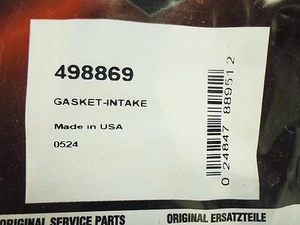 498869
GASKET-INTAKE
Made in USA
0524
0 24847 88951 2
ORIGINAL SERVICE PARTS
ORIGINAL ERSATZTEILE